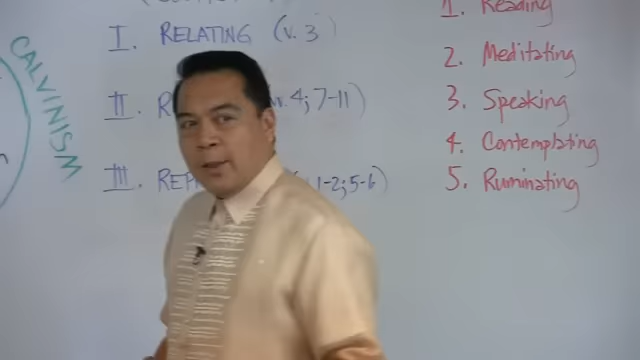 CALVINISM
I. RELATING (v. 3)
II. 4; 7-11)
III. 1-2; 5-6)
1. Reading
2. Meditating
3. Speaking
4. Contemplating
5. Ruminating